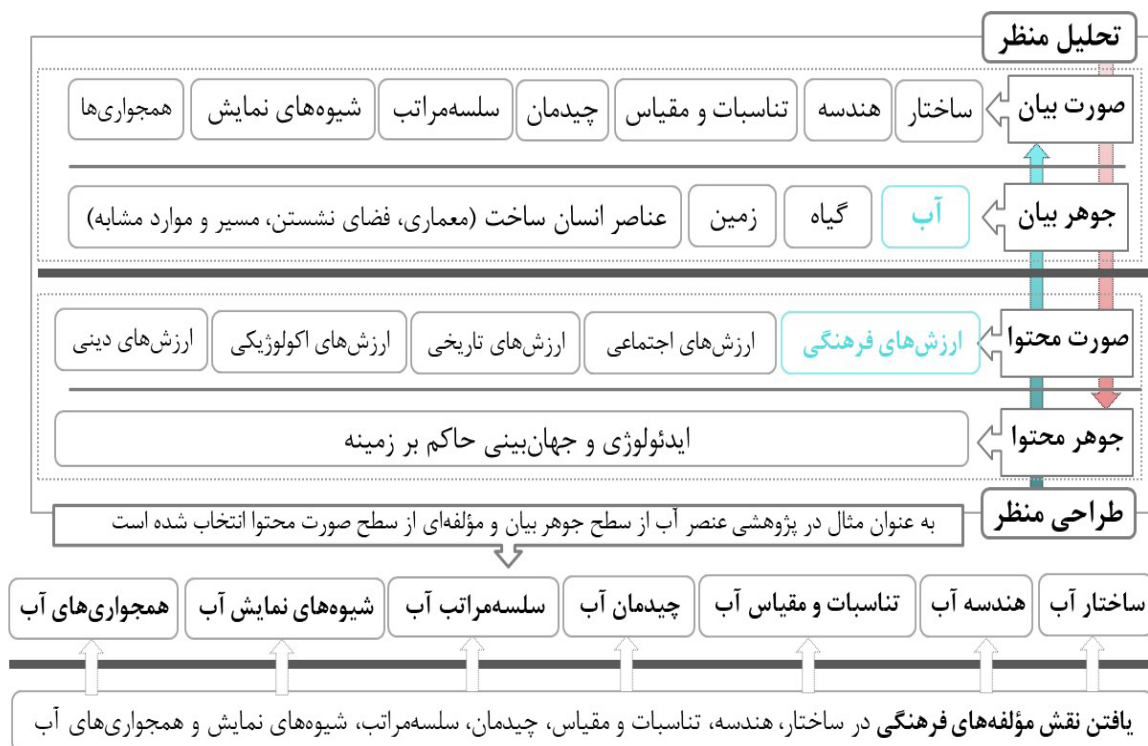 تحلیل منظر
صورت بیان
ساختار
هندسه
تناسبات و مقیاس
چیدمان
سلسه‌مراتب
شیوه‌های نمایش
همجواری‌ها
جوهر بیان
آب
گیاه
زمین
عناصر انسان ساخت (معماری، فضای نشستن، مسیر و موارد مشابه)
صورت محتوا
ارزش‌های فرهنگی
ارزش‌های اجتماعی
ارزش‌های تاریخی
ارزش‌های اکولوژیکی
ارزش‌های دینی
جوهر محتوا
ایدئولوژی و جهان‌بینی حاکم بر زمینه
طراحی منظر
به عنوان مثال در پژوهشی عنصر آب از سطح جوهر بیان و مؤلفه‌ای از سطح صورت محتوا انتخاب شده است
ساختار آب
هندسه آب
تناسبات و مقیاس آب
چیدمان آب
سلسه‌مراتب آب
شیوه‌های نمایش آب
همجواری‌های آب
یافتن نقش مؤلفه‌های فرهنگی در ساختار، هندسه، تناسبات و مقیاس، چیدمان، سلسه‌مراتب، شیوه‌های نمایش و همجواری‌های آب